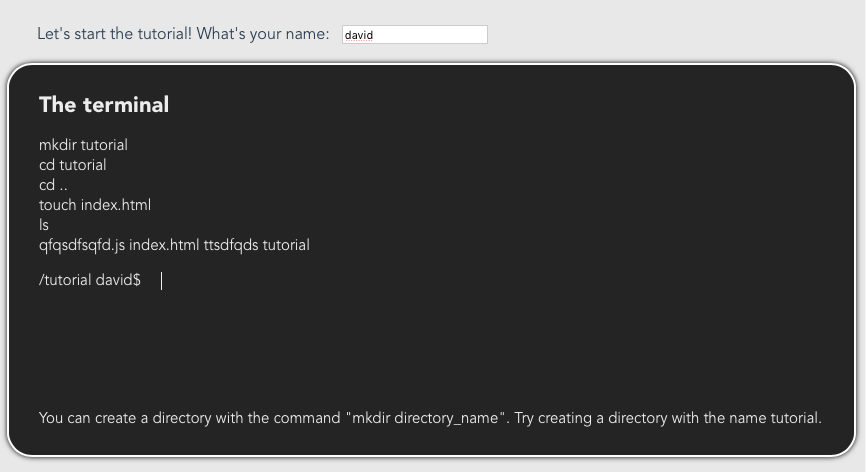 Let's start the tutorial! What's your name: david
The terminal
mkdir tutorial
cd tutorial
cd ..
touch index.html
ls
qfqsdfsqfd.js index.html ttsdfqds tutorial
/tutorial david$
You can create a directory with the command "mkdir directory_name". Try creating a directory with the name tutorial.